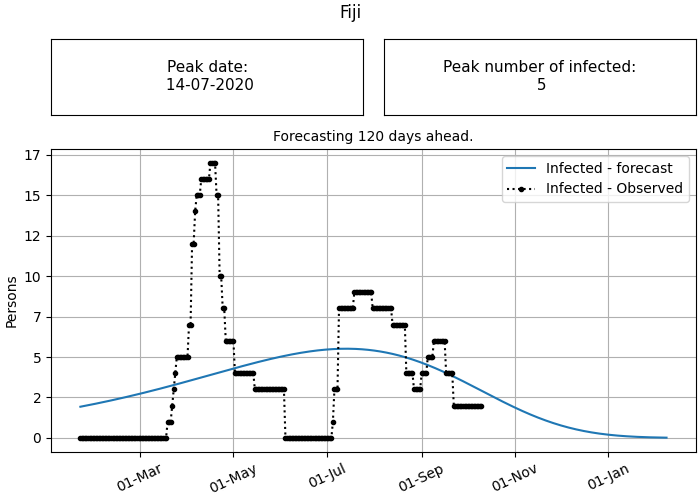 Fiji
Peak date:
14-07-2020
Peak number of infected:
5
Forecasting 120 days ahead.
Infected - forecast
Infected - Observed
Persons
17
15
12
10
7
5
2
0
01-Mar
01-May
01-Jul
01-Sep
01-Nov
01-Jan